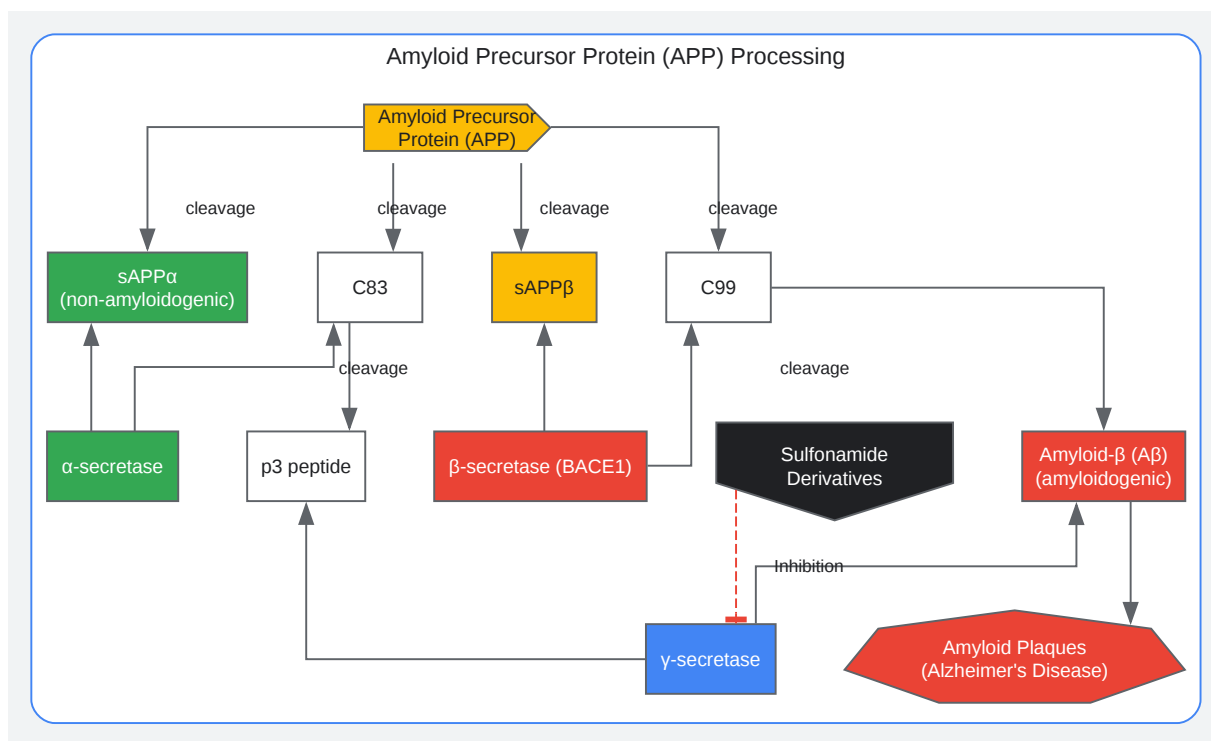 Amyloid Precursor Protein (APP) Processing
Amyloid Precursor
Protein (APP)
cleavage
cleavage
cleavage
cleavage
sAPPα
(non-amyloidogenic)
C83
sAPPβ
C99
cleavage
cleavage
α-secretase
p3 peptide
β-secretase (BACE1)
Sulfonamide
Derivatives
Amyloid-β (Aβ)
(amyloidogenic)
Inhibition
γ-secretase
Amyloid Plaques
(Alzheimer's Disease)